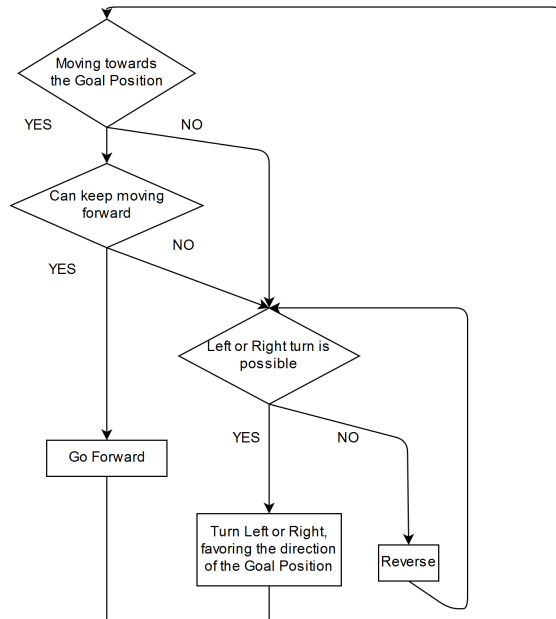 Moving towards
the Goal Position
YES
NO
Can keep moving
forward
NO
YES
Left or Right turn is
possible
YES
NO
Go Forward
Turn Left or Right,
favoring the direction
of the Goal Position
Reverse